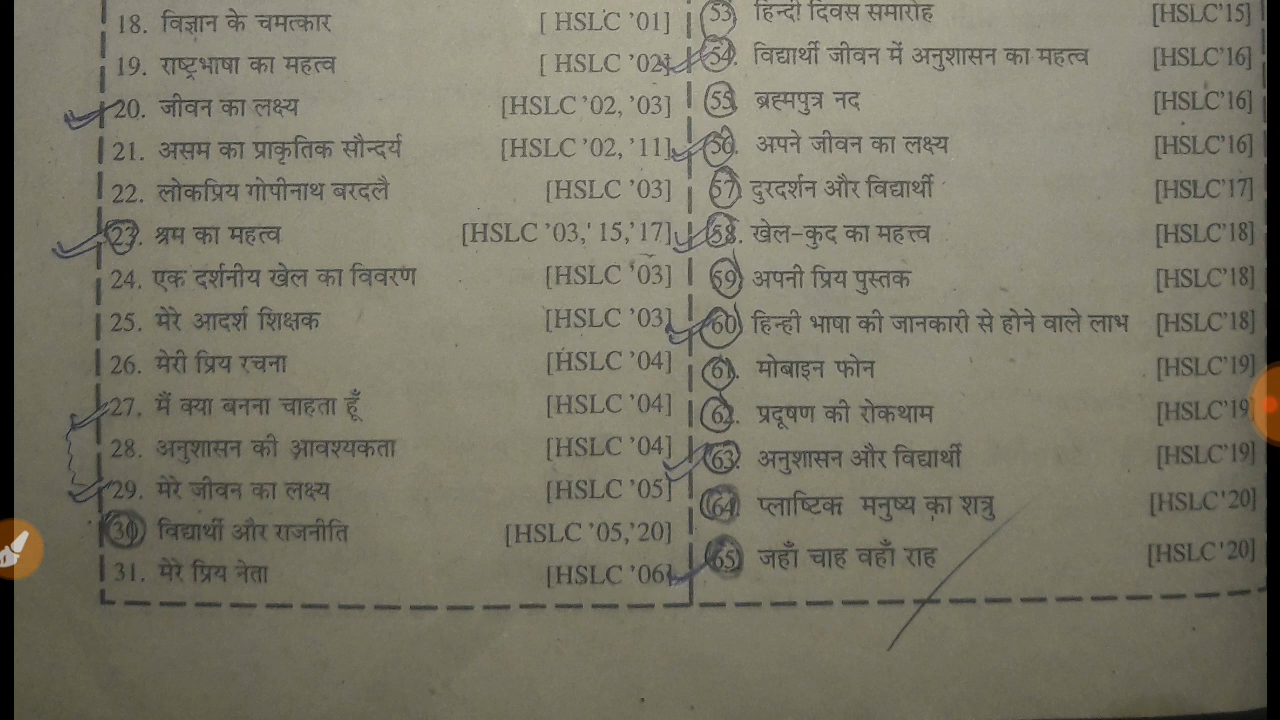 18. विज्ञान के चमत्कार [ HSLC '01]
19. राष्ट्रभाषा का महत्व [ HSLC '02]
20. जीवन का लक्ष्य [HSLC '02, '03]
21. असम का प्राकृतिक सौन्दर्य [HSLC '02, '11]
22. लोकप्रिय गोपीनाथ बरदलै [HSLC '03]
23. श्रम का महत्व [HSLC '03,' 15,'17]
24. एक दर्शनीय खेल का विवरण [HSLC '03]
25. मेरे आदर्श शिक्षक [HSLC '03]
26. मेरी प्रिय रचना [HSLC '04]
27. मैं क्या बनना चाहता हूँ [HSLC '04]
28. अनुशासन की आवश्यकता [HSLC '04]
29. मेरे जीवन का लक्ष्य [HSLC '05]
30. विद्यार्थी और राजनीति [HSLC '05,'20]
31. मेरे प्रिय नेता [HSLC '06]
53. हिन्दी दिवस समारोह [HSLC'15]
54. विद्यार्थी जीवन में अनुशासन का महत्व [HSLC'16]
55. ब्रह्मपुत्र नद [HSLC'16]
56. अपने जीवन का लक्ष्य [HSLC'16]
57. दुरदर्शन और विद्यार्थी [HSLC'17]
58. खेल-कुद का महत्त्व [HSLC'18]
59. अपनी प्रिय पुस्तक [HSLC'18]
60. हिन्ही भाषा की जानकारी से होने वाले लाभ [HSLC'18]
61. मोबाइन फोन [HSLC'19]
62. प्रदूषण की रोकथाम [HSLC'19
63. अनुशासन और विद्यार्थी [HSLC'19]
64. प्लाष्टिक मनुष्य का शत्रु [HSLC'20]
65. जहाँ चाह वहाँ राह [HSLC'20]